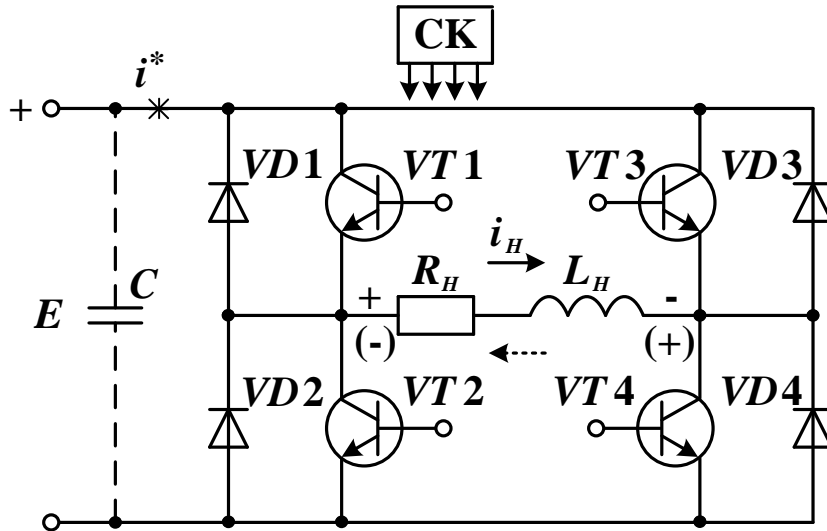 СК
i*
+
VD1
VT1
VT3
VD3
i_H
R_H
L_H
+
-
E
C
(-)
(+)
VD2
VT2
VT4
VD4